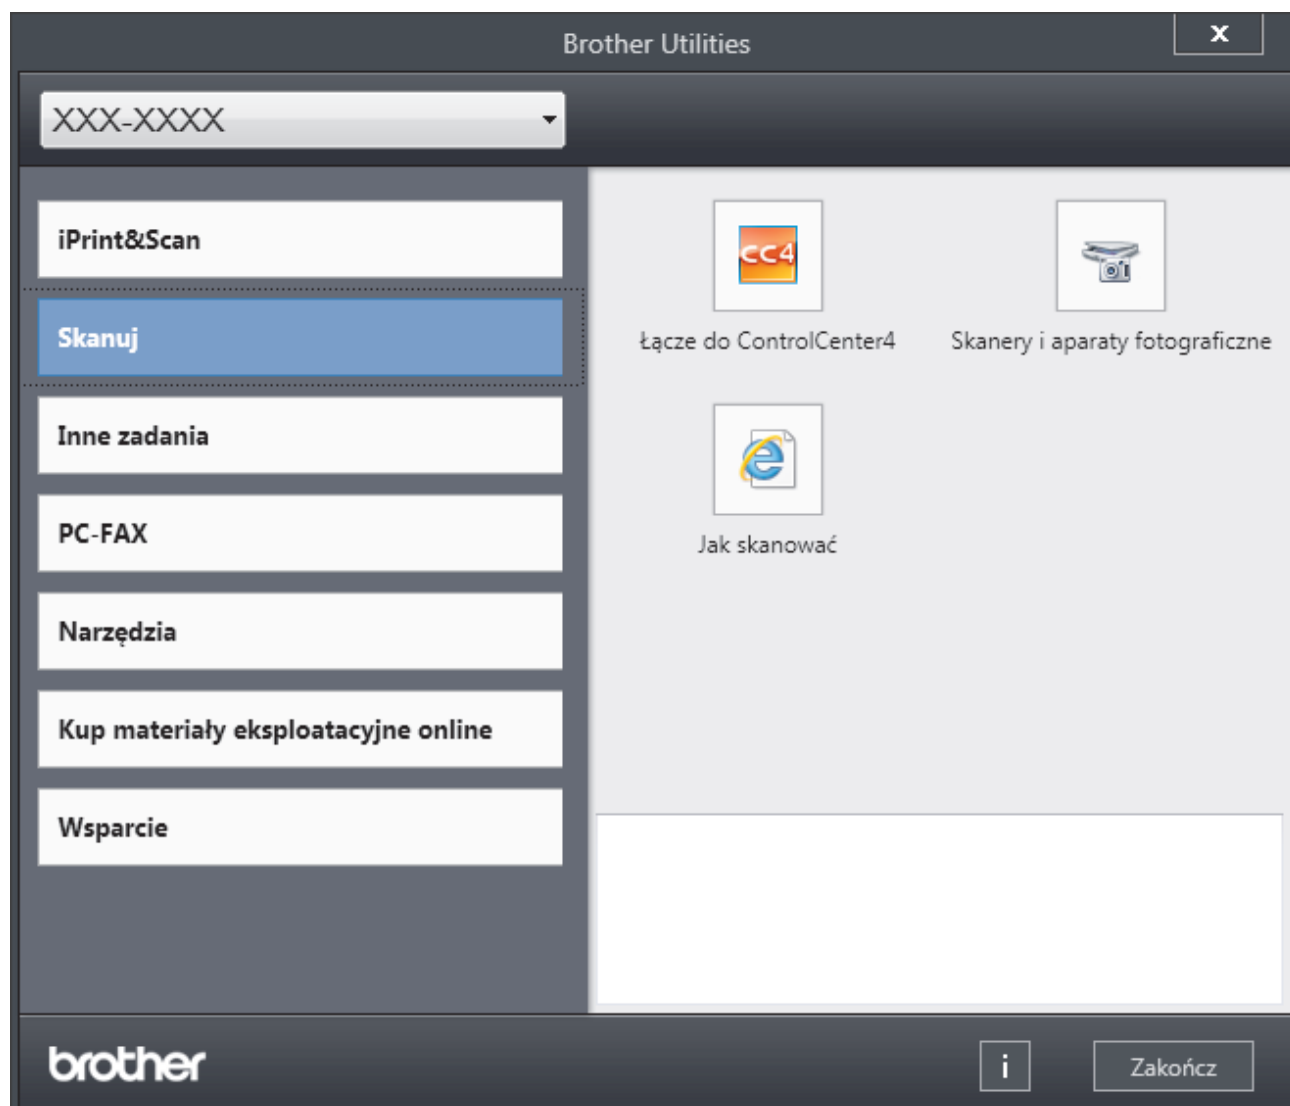 Brother Utilities
x
XXX-XXXX
iPrint&Scan
Skanuj
Inne zadania
PC-FAX
Narzędzia
Kup materiały eksploatacyjne online
Wsparcie
CC4
Łącze do ControlCenter4
Skanery i aparaty fotograficzne
Jak skanować
brother
i
Zakończ